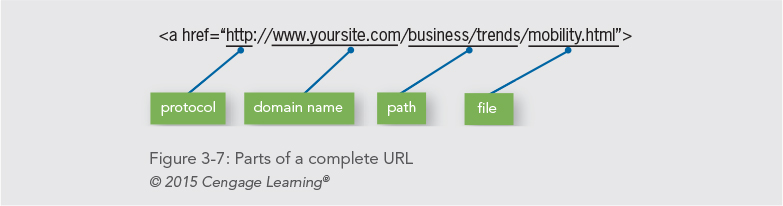 <a href=“http://www.yoursite.com/business/trends/mobility.html”>
protocol domain name path file
Figure 3-7: Parts of a complete URL
© 2015 Cengage Learning®